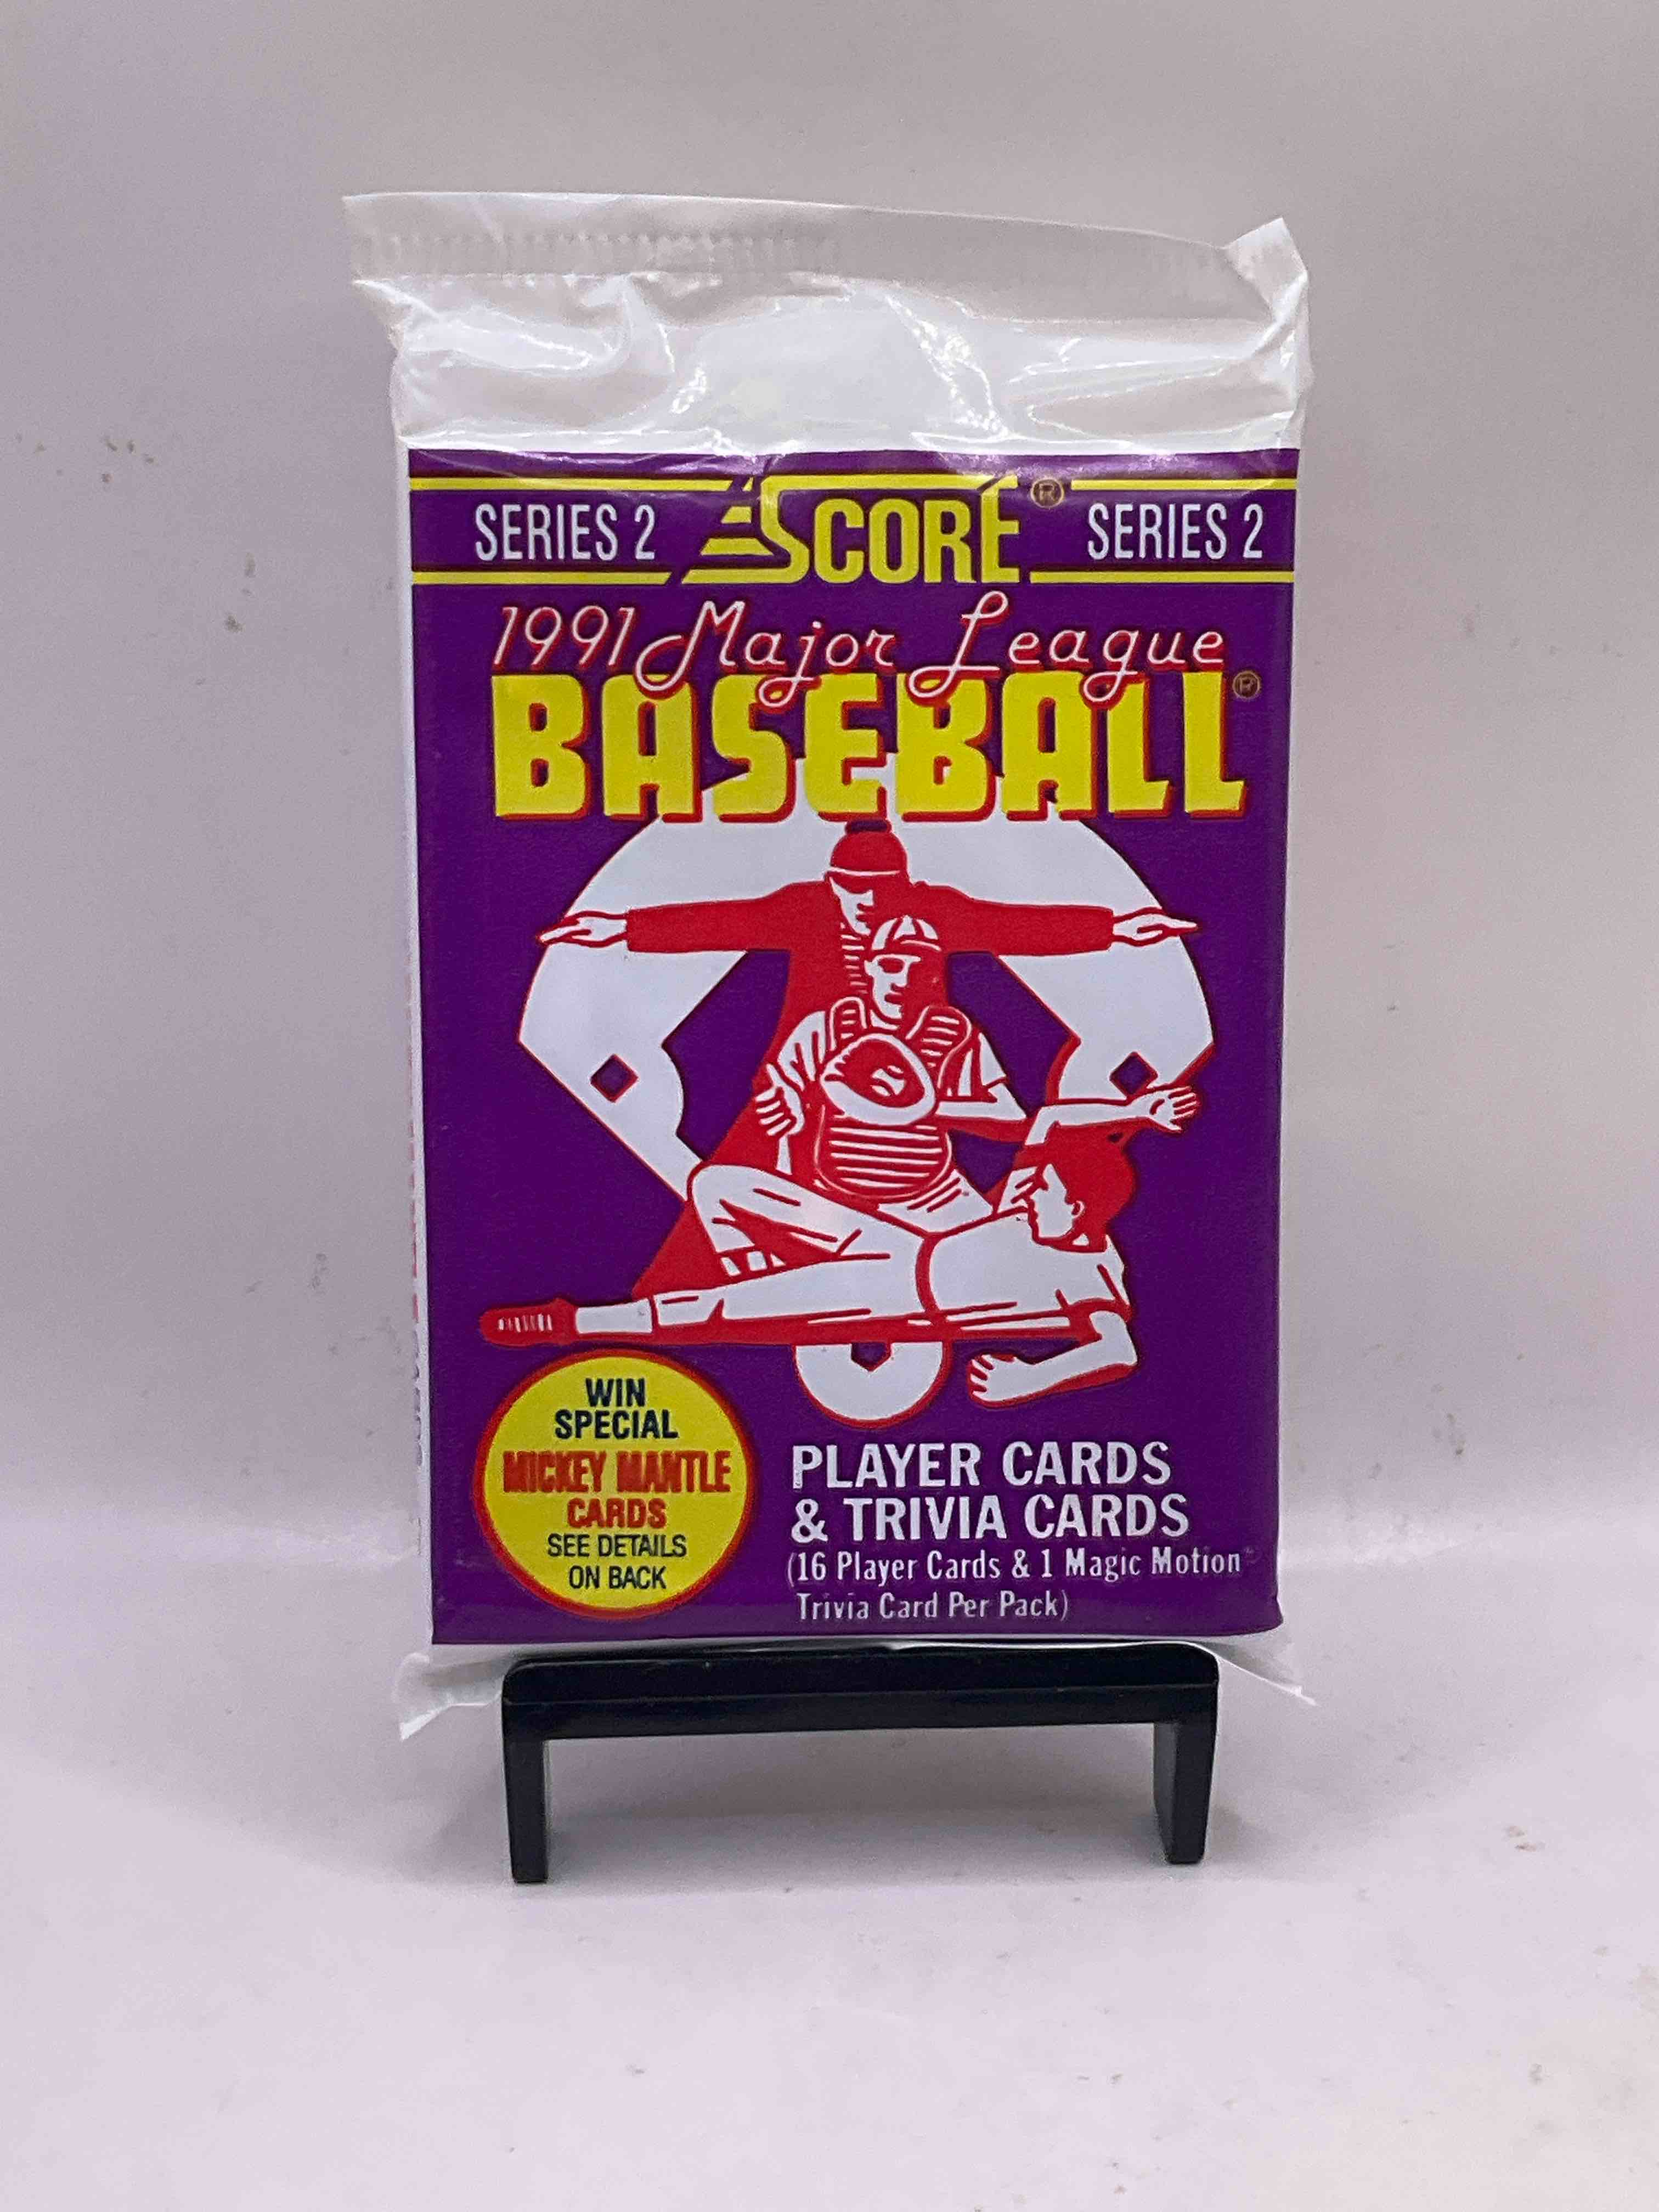 SERIES 2 SCORE® SERIES 2
1991 Major League
BASEBALL®
WIN
SPECIAL
MICKEY MANTLE
CARDS
SEE DETAILS
ON BACK
PLAYER CARDS
& TRIVIA CARDS
(16 Player Cards & 1 Magic Motion
Trivia Card Per Pack)